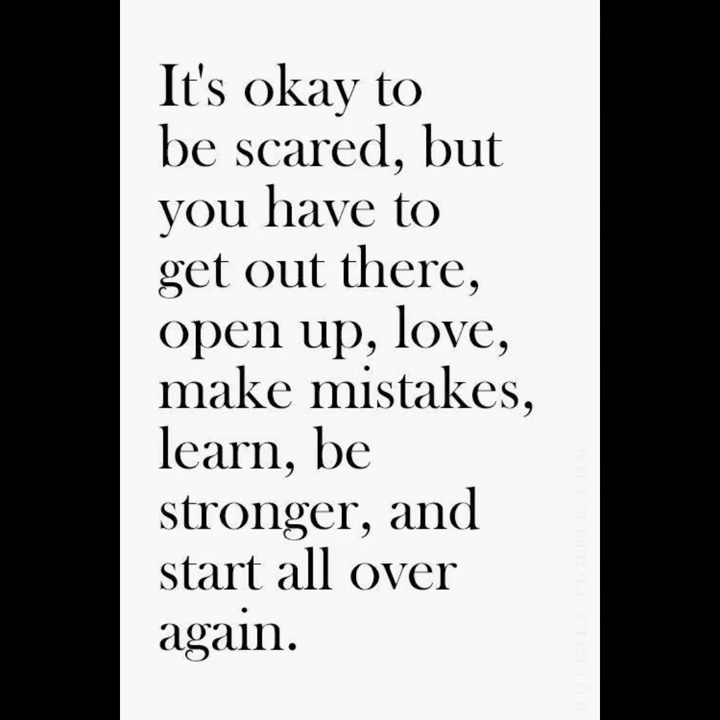 It's okay to
be scared, but
you have to
get out there,
open up, love,
make mistakes,
learn, be
stronger, and
start all over
again.